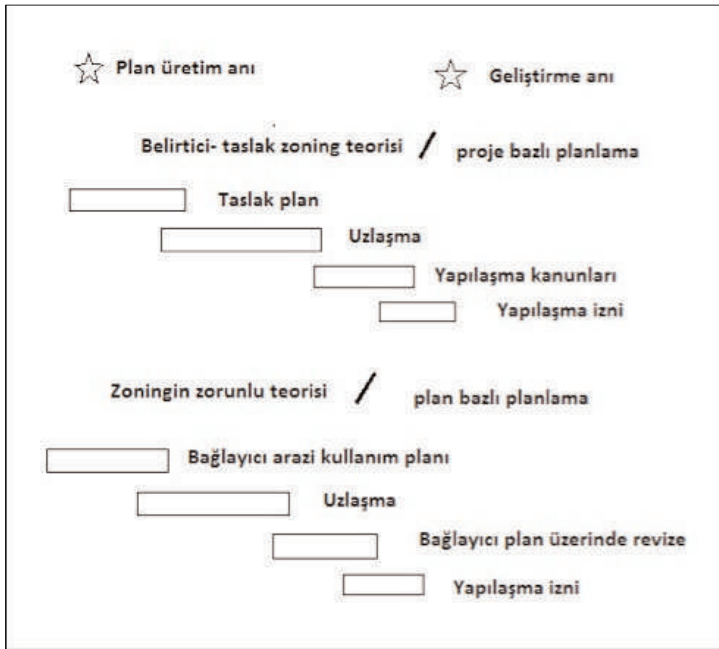 Plan üretim anı
Geliştirme anı
Belirtici- taslak zoning teorisi / proje bazlı planlama
Taslak plan
Uzlaşma
Yapılaşma kanunları
Yapılaşma izni
Zoningin zorunlu teorisi / plan bazlı planlama
Bağlayıcı arazi kullanım planı
Uzlaşma
Bağlayıcı plan üzerinde revize
Yapılaşma izni